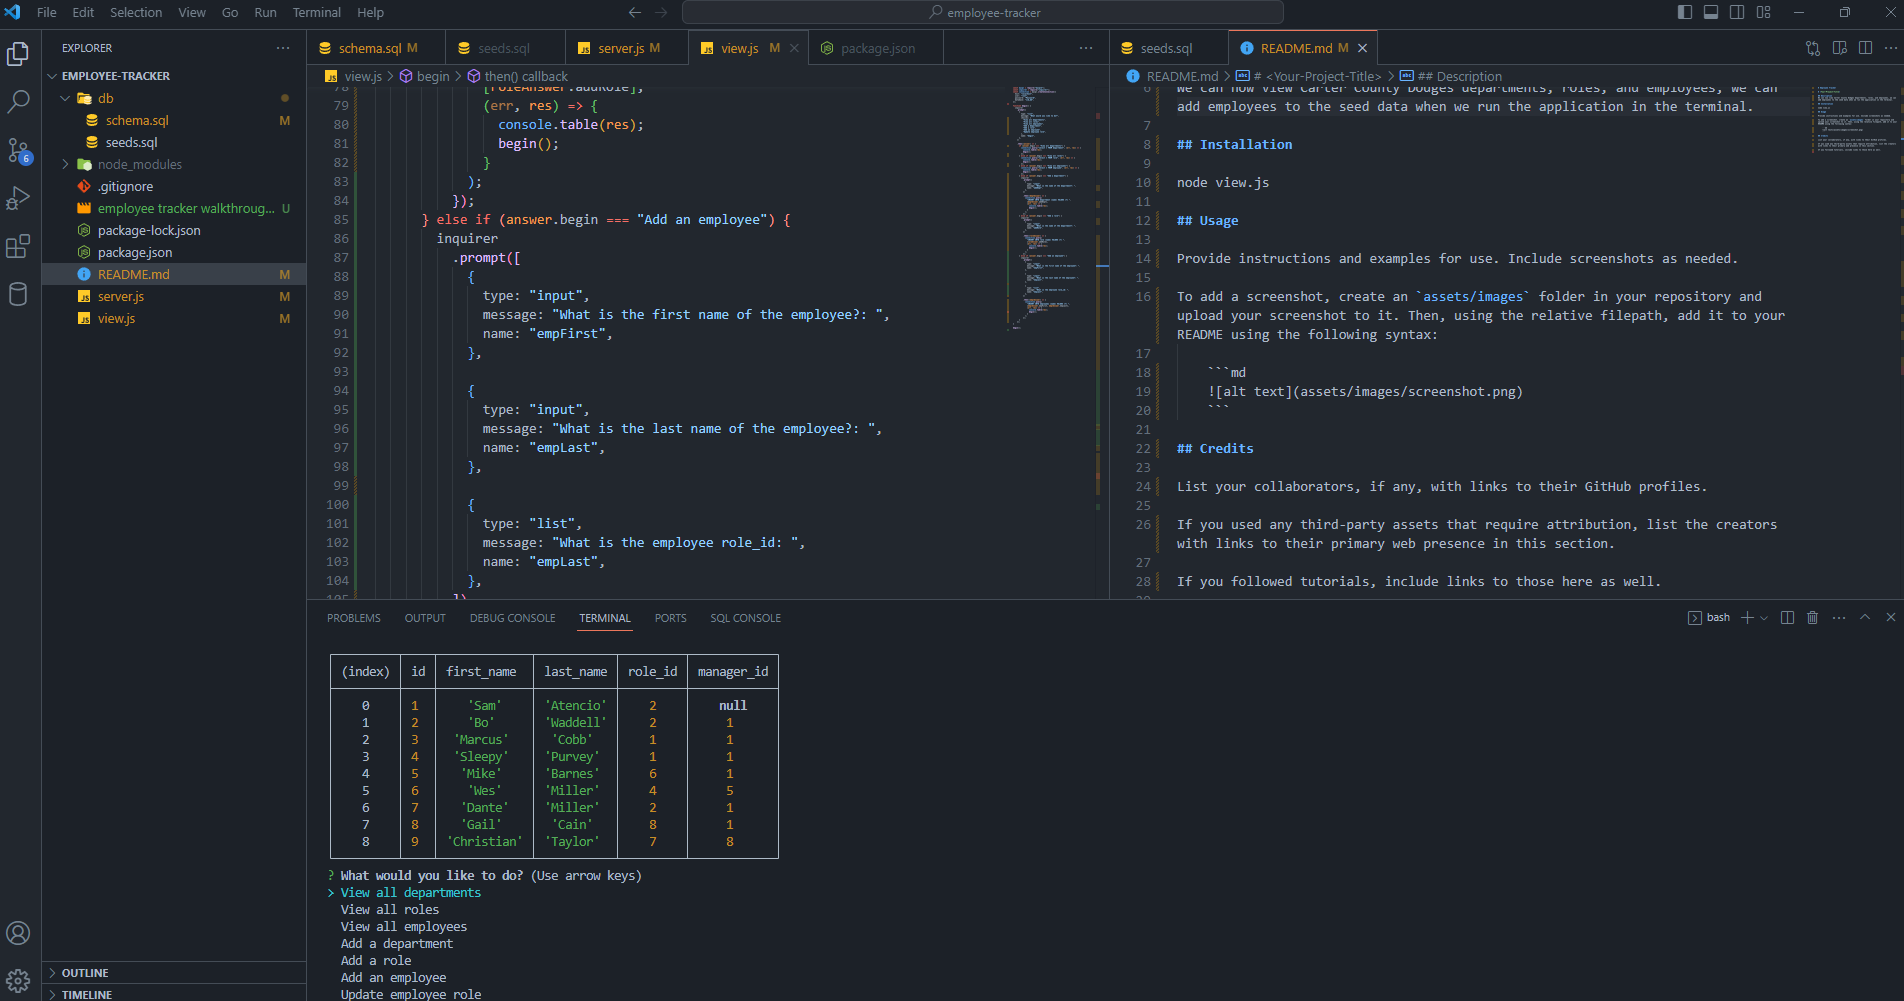 File Edit Selection View Go Run Terminal Help
employee-tracker
EXPLORER
EMPLOYEE-TRACKER
db
schema.sql M
seeds.sql
node_modules
.gitignore
employee tracker walkthroug... U
package-lock.json
package.json
README.md M
server.js M
view.js M
OUTLINE
TIMELINE
6
schema.sql M
seeds.sql
server.js M
view.js M
package.json
view.js > begin > then() callback
78 [roleAnswer.addRole],
79 (err, res) => {
80 console.table(res);
81 begin();
82 }
83 );
84 });
85 } else if (answer.begin === "Add an employee") {
86 inquirer
87 .prompt([
88 {
89 type: "input",
90 message: "What is the first name of the employee?: ",
91 name: "empFirst",
92 },
93
94 {
95 type: "input",
96 message: "What is the last name of the employee?: ",
97 name: "empLast",
98 },
99
100 {
101 type: "list",
102 message: "What is the employee role_id: ",
103 name: "empLast",
104 },
105 ])
seeds.sql
README.md M
README.md > # <Your-Project-Title> > ## Description
6 We can now view Carter County Dodges departments, roles, and employees, we can
add employees to the seed data when we run the application in the terminal.
7
8 ## Installation
9
10 node view.js
11
12 ## Usage
13
14 Provide instructions and examples for use. Include screenshots as needed.
15
16 To add a screenshot, create an `assets/images` folder in your repository and
upload your screenshot to it. Then, using the relative filepath, add it to your
README using the following syntax:
17
18 ```md
19 ![alt text](assets/images/screenshot.png)
20 ```
21
22 ## Credits
23
24 List your collaborators, if any, with links to their GitHub profiles.
25
26 If you used any third-party assets that require attribution, list the creators
with links to their primary web presence in this section.
27
28 If you followed tutorials, include links to those here as well.
PROBLEMS OUTPUT DEBUG CONSOLE TERMINAL PORTS SQL CONSOLE
bash
(index) id first_name last_name role_id manager_id
0 1 'Sam' 'Atencio' 2 null
1 2 'Bo' 'Waddell' 2 1
2 3 'Marcus' 'Cobb' 1 1
3 4 'Sleepy' 'Purvey' 1 1
4 5 'Mike' 'Barnes' 6 1
5 6 'Wes' 'Miller' 4 5
6 7 'Dante' 'Miller' 2 1
7 8 'Gail' 'Cain' 8 1
8 9 'Christian' 'Taylor' 7 8
? What would you like to do? (Use arrow keys)
> View all departments
View all roles
View all employees
Add a department
Add a role
Add an employee
Update employee role